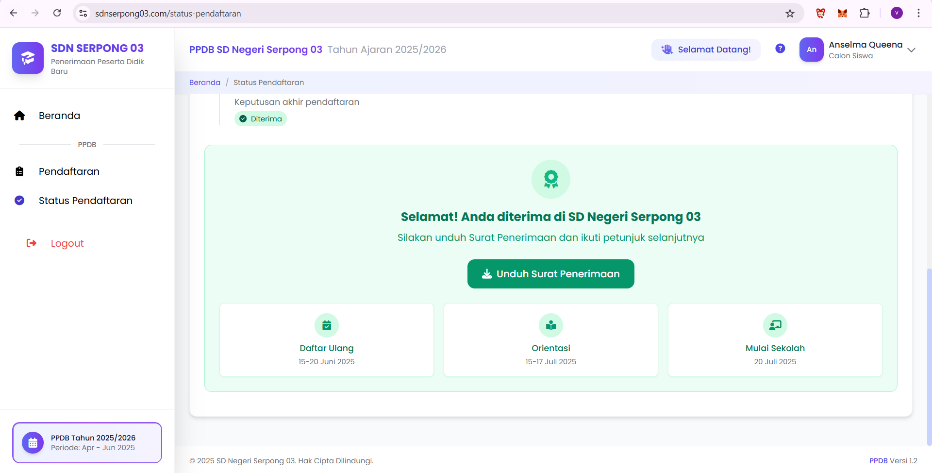 sdnserpong03.com/status-pendaftaran
V
SDN SERPONG 03
Penerimaan Peserta Didik
Baru
PPDB SD Negeri Serpong 03 Tahun Ajaran 2025/2026
Selamat Datang!
?
An
Anselma Queena
Calon Siswa
Beranda / Status Pendaftaran
Beranda
PPDB
Pendaftaran
Status Pendaftaran
Logout
Keputusan akhir pendaftaran
Diterima
Selamat! Anda diterima di SD Negeri Serpong 03
Silakan unduh Surat Penerimaan dan ikuti petunjuk selanjutnya
Unduh Surat Penerimaan
Daftar Ulang
15-20 Juni 2025
Orientasi
15-17 Juli 2025
Mulai Sekolah
20 Juli 2025
PPDB Tahun 2025/2026
Periode: Apr - Jun 2025
© 2025 SD Negeri Serpong 03. Hak Cipta Dilindungi.
PPDB Versi 1.2